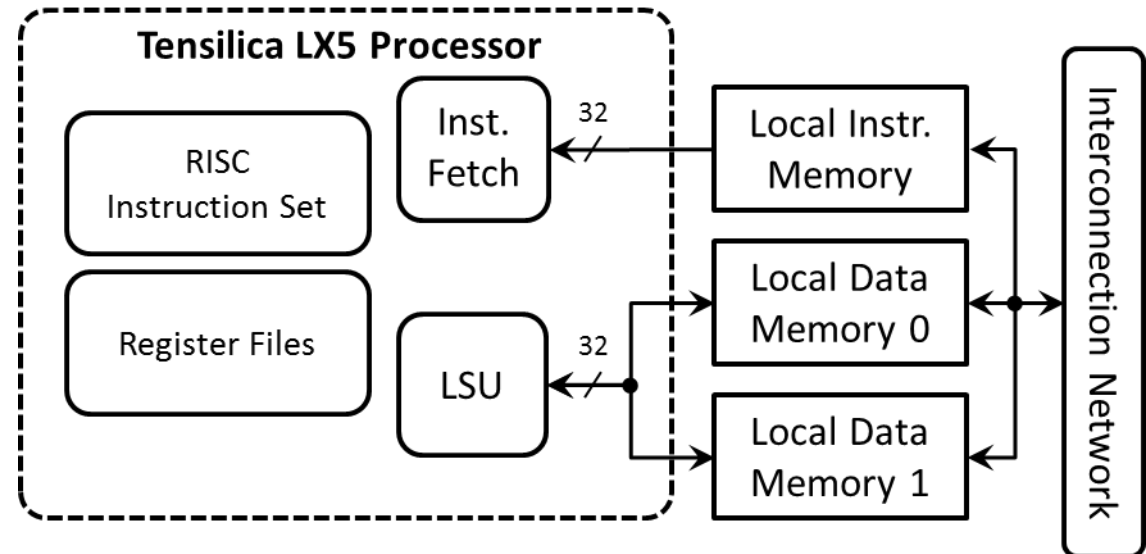 Tensilica LX5 Processor
RISC
Instruction Set
Register Files
Inst.
Fetch
32
LSU
32
Local Instr.
Memory
Local Data
Memory 0
Local Data
Memory 1
Interconnection Network